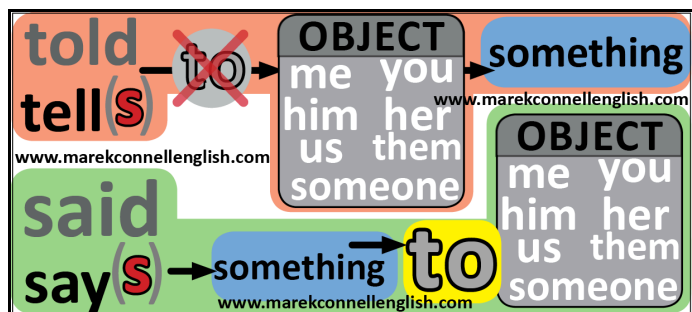 told
tell(s)
to
OBJECT
me you
him her
us them
someone
something
www.marekconnellenglish.com
www.marekconnellenglish.com
said
say(s)
something
to
OBJECT
me you
him her
us them
someone
www.marekconnellenglish.com